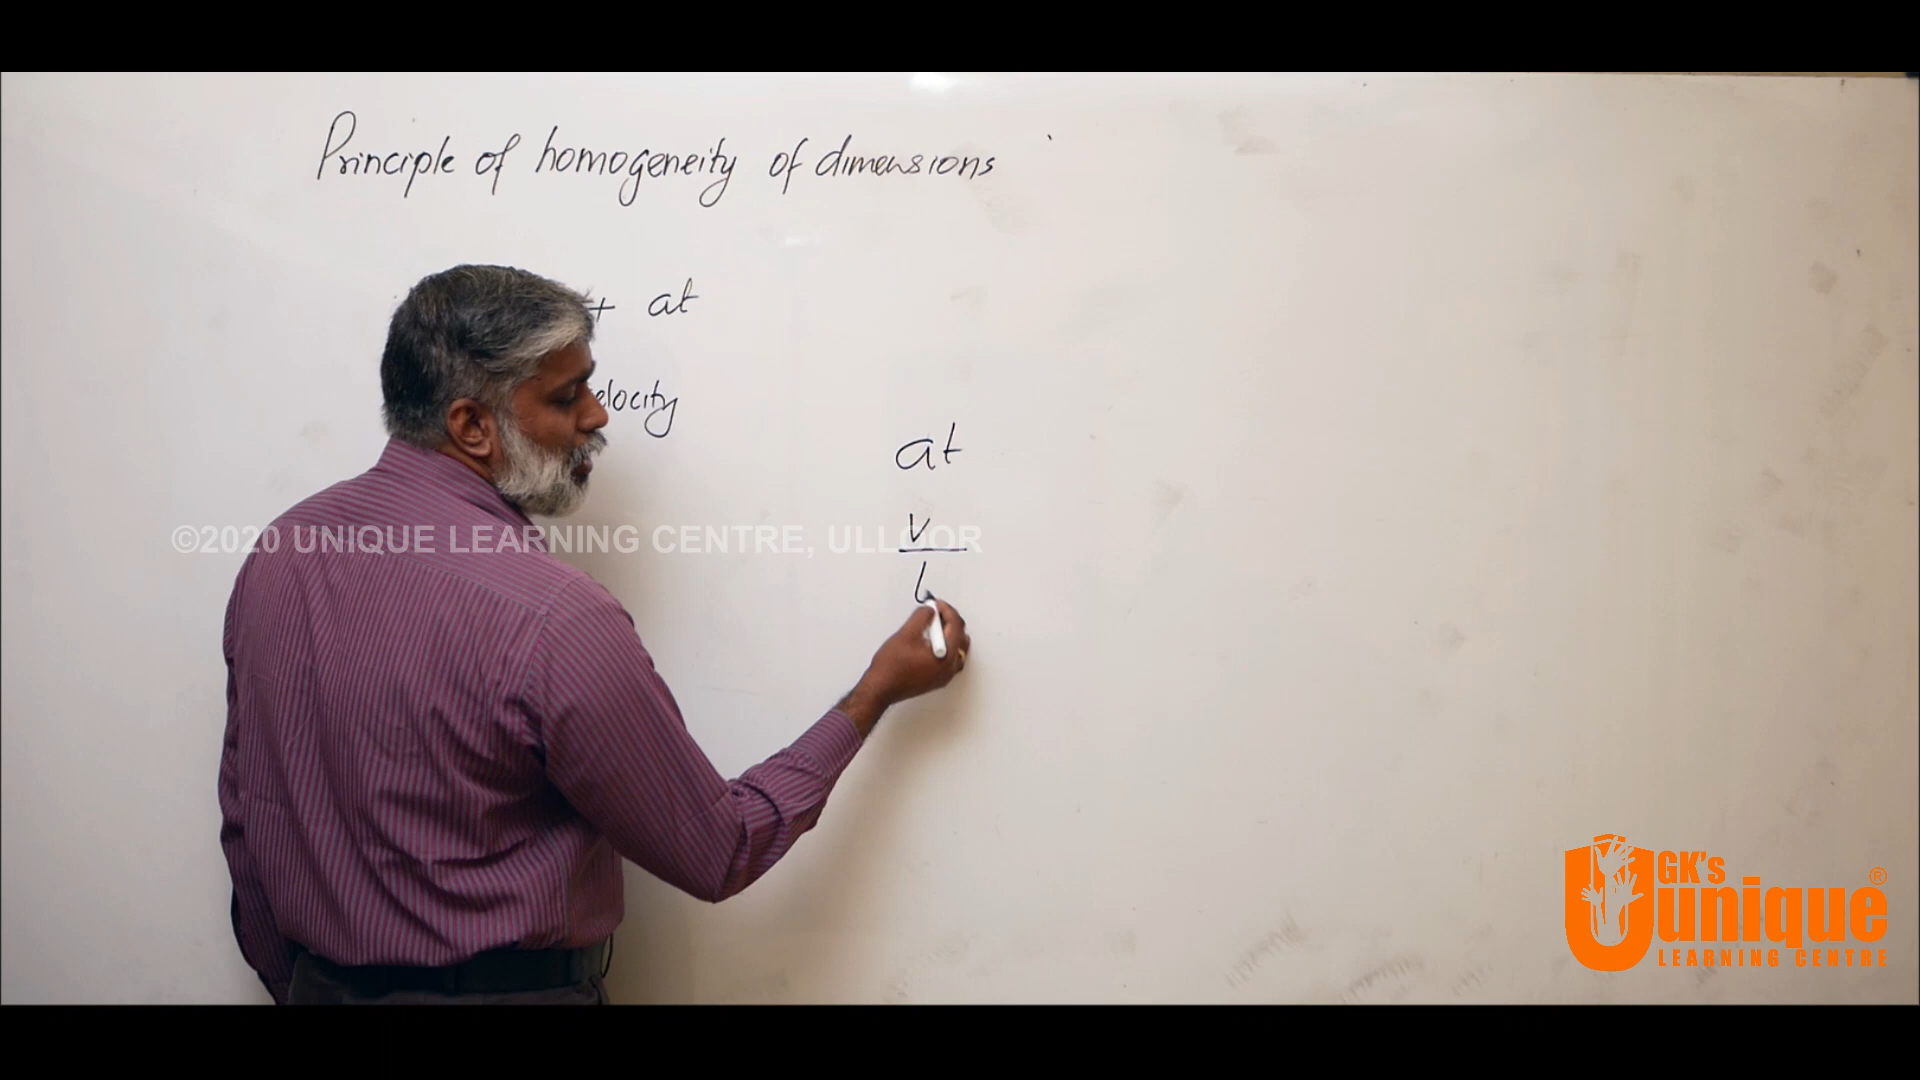 Principle of homogeneity of dimensions
+ at
elocity
at
v
©2020 UNIQUE LEARNING CENTRE, ULLOOR
GK's
unique®
LEARNING CENTRE